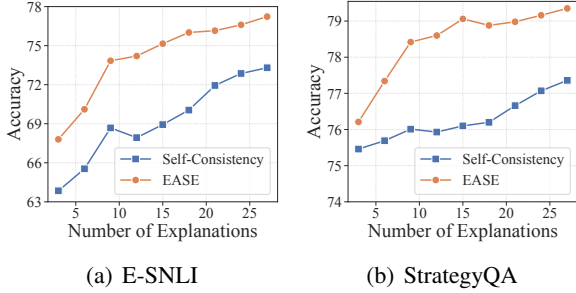 78
75
72
69
66
63
Accuracy
Self-Consistency
EASE
5 10 15 20 25
Number of Explanations
(a) E-SNLI
79
78
77
76
75
74
Accuracy
Self-Consistency
EASE
5 10 15 20 25
Number of Explanations
(b) StrategyQA